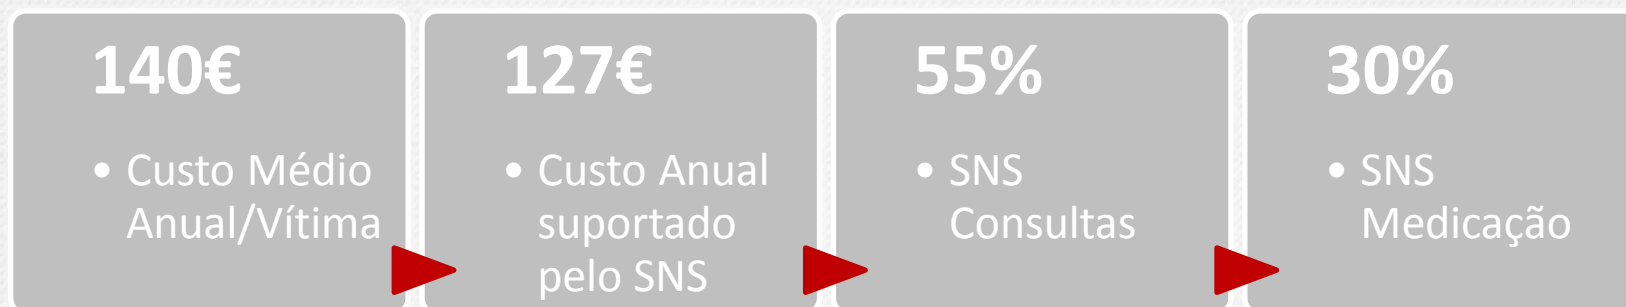 140€
• Custo Médio
Anual/Vítima
127€
• Custo Anual
suportado
pelo SNS
55%
• SNS
Consultas
30%
• SNS
Medicação